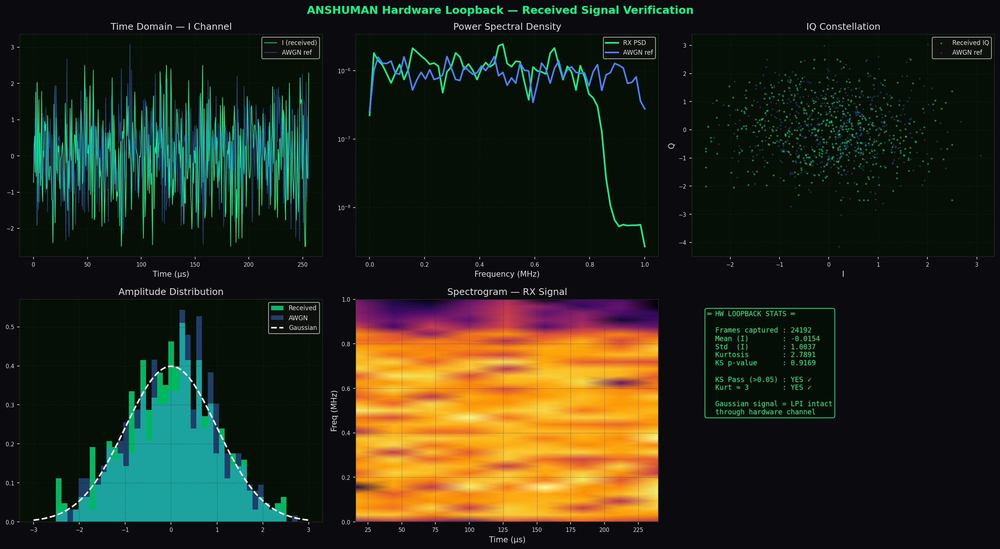 ANSHUMAN Hardware Loopback — Received Signal Verification
Time Domain — I Channel
I (received)
AWGN ref
3
2
1
0
−1
−2
0 50 100 150 200 250
Time (µs)
Power Spectral Density
RX PSD
AWGN ref
10⁻⁶
10⁻⁷
10⁻⁸
0.0 0.2 0.4 0.6 0.8 1.0
Frequency (MHz)
IQ Constellation
Received IQ
AWGN ref
3
2
1
0
−1
−2
−3
−4
Q
−2 −1 0 1 2 3
I
Amplitude Distribution
Received
AWGN
Gaussian
0.5
0.4
0.3
0.2
0.1
0.0
−3 −2 −1 0 1 2 3
Spectrogram — RX Signal
1.0
0.8
0.6
0.4
0.2
0.0
Freq (MHz)
25 50 75 100 125 150 175 200 225
Time (µs)
═ HW LOOPBACK STATS ═
Frames captured : 24192
Mean (I) : -0.0154
Std (I) : 1.0037
Kurtosis : 2.7891
KS p-value : 0.9169
KS Pass (>0.05) : YES ✓
Kurt ≈ 3 : YES ✓
Gaussian signal = LPI intact
through hardware channel